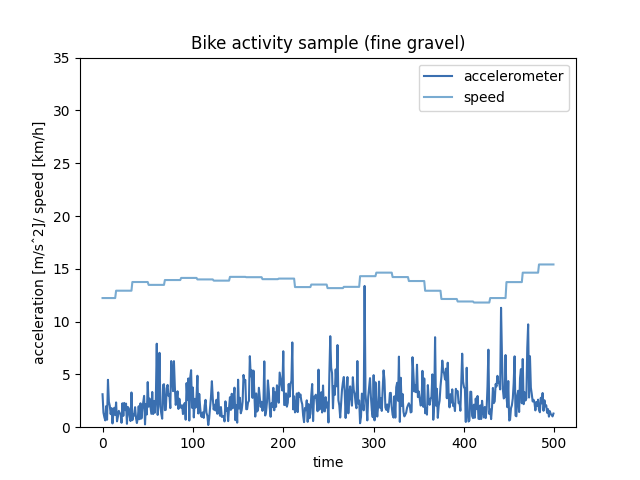 Bike activity sample (fine gravel)
accelerometer
speed
acceleration [m/sˆ2]/ speed [km/h]
35
30
25
20
15
10
5
0
0 100 200 300 400 500
time